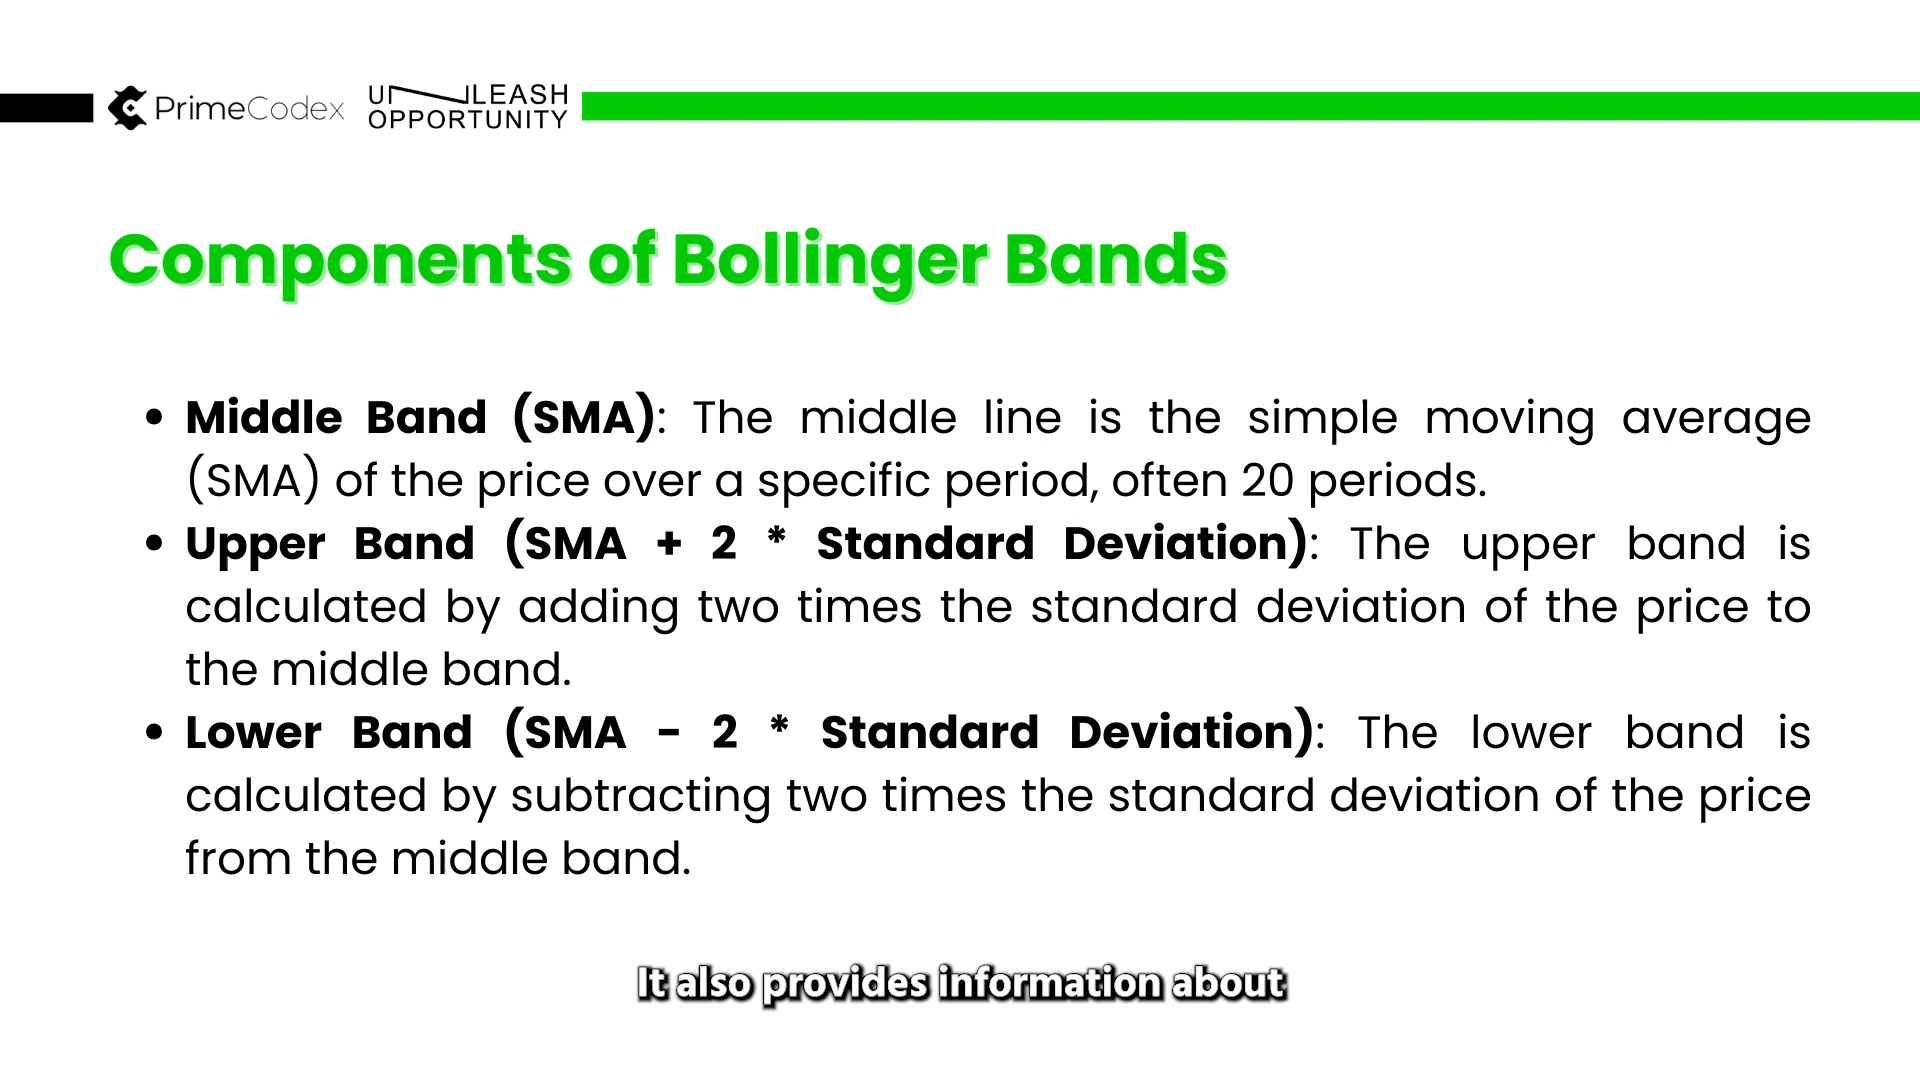 PrimeCodex
UNLEASH
OPPORTUNITY
Components of Bollinger Bands
• Middle Band (SMA): The middle line is the simple moving average
(SMA) of the price over a specific period, often 20 periods.
• Upper Band (SMA + 2 * Standard Deviation): The upper band is
calculated by adding two times the standard deviation of the price to
the middle band.
• Lower Band (SMA - 2 * Standard Deviation): The lower band is
calculated by subtracting two times the standard deviation of the price
from the middle band.
It also provides information about